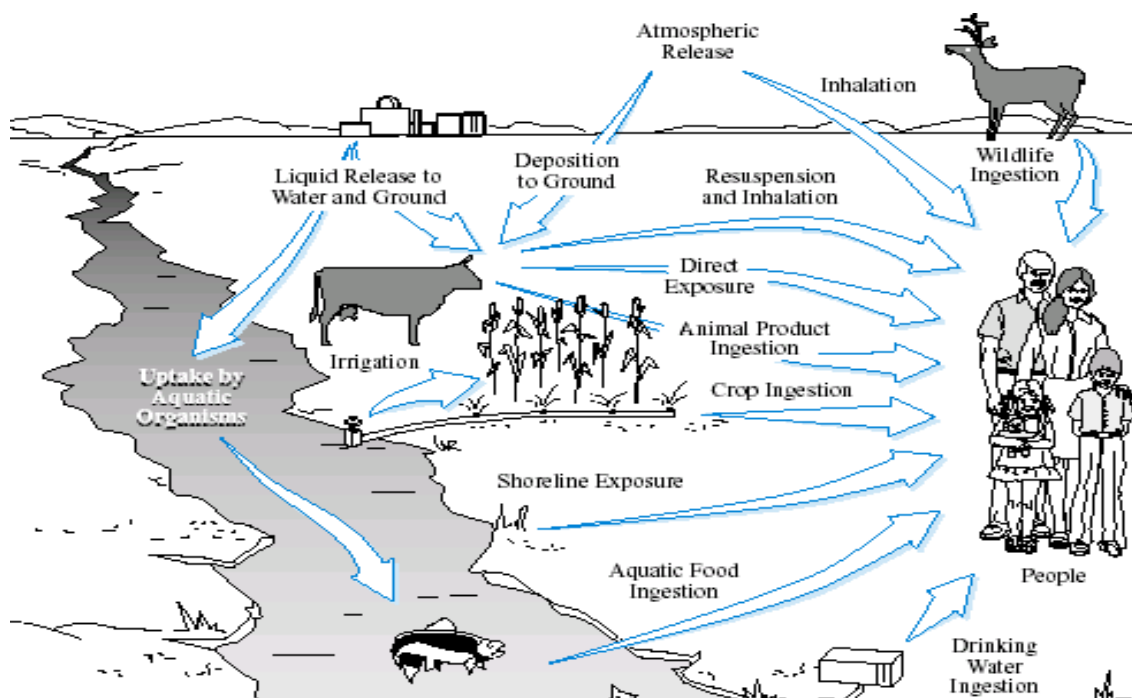 Atmospheric
Release
Inhalation
Wildlife
Ingestion
Liquid Release to
Water and Ground
Deposition
to Ground
Resuspension
and Inhalation
Direct
Exposure
Animal Product
Ingestion
Irrigation
Crop Ingestion
Uptake by
Aquatic
Organisms
Shoreline Exposure
Aquatic Food
Ingestion
People
Drinking
Water
Ingestion